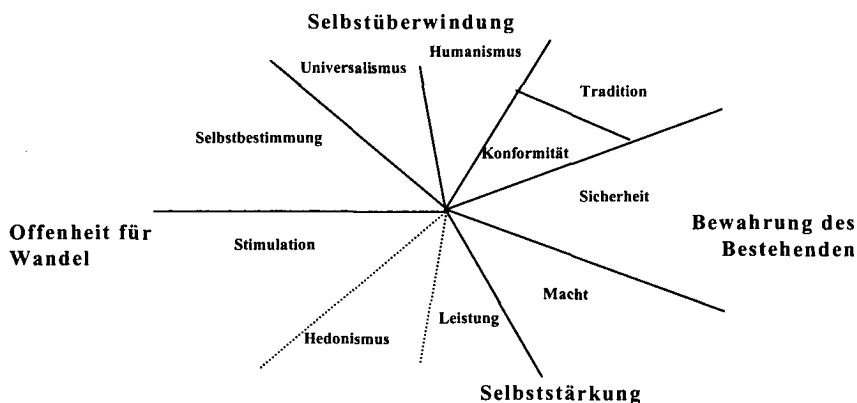 Selbstüberwindung
Humanismus
Universalismus
Tradition
Selbstbestimmung
Konformität
Sicherheit
Offenheit für
Wandel
Stimulation
Bewahrung des
Bestehenden
Macht
Leistung
Hedonismus
Selbststärkung